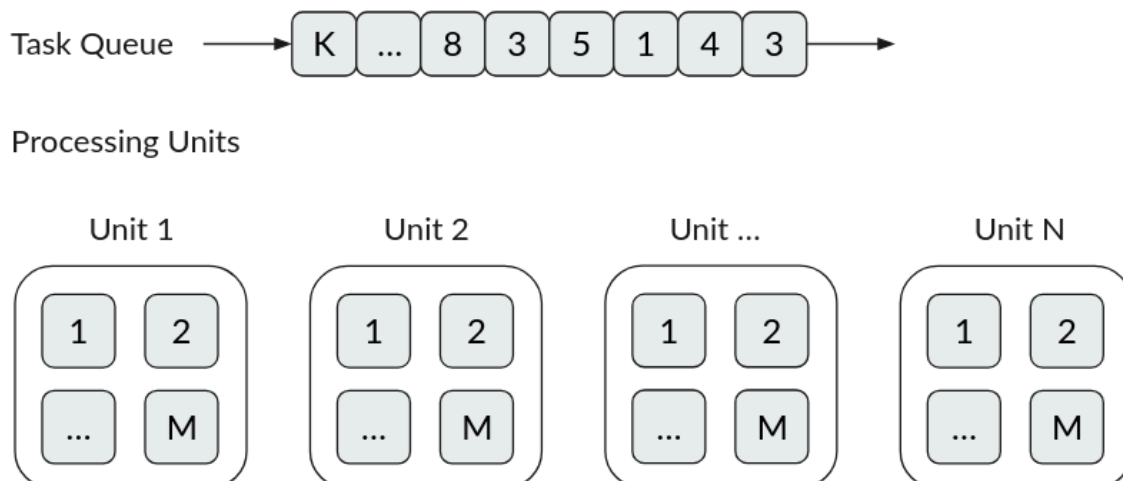 Task Queue K ... 8 3 5 1 4 3
Processing Units
Unit 1 Unit 2 Unit ... Unit N
1 2 1 2 1 2 1 2
... M ... M ... M ... M